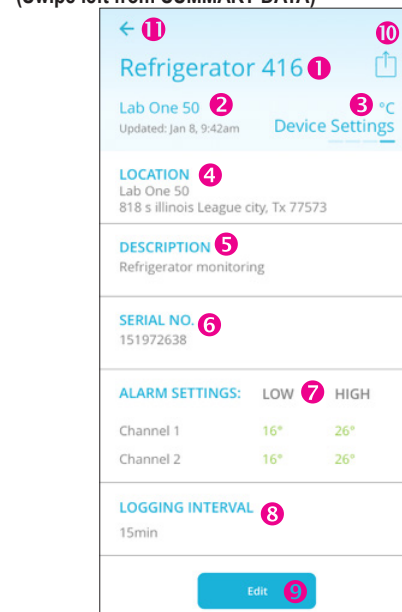 (Swipe left from SUMMARY DATA)
← 11 10
Refrigerator 416 1
Lab One 50 2 3 °C
Updated: Jan 8, 9:42am Device Settings
LOCATION 4
Lab One 50
818 s illinois League city, Tx 77573
DESCRIPTION 5
Refrigerator monitoring
SERIAL NO. 6
151972638
ALARM SETTINGS: LOW 7 HIGH
Channel 1 16° 26°
Channel 2 16° 26°
LOGGING INTERVAL 8
15min
Edit 9